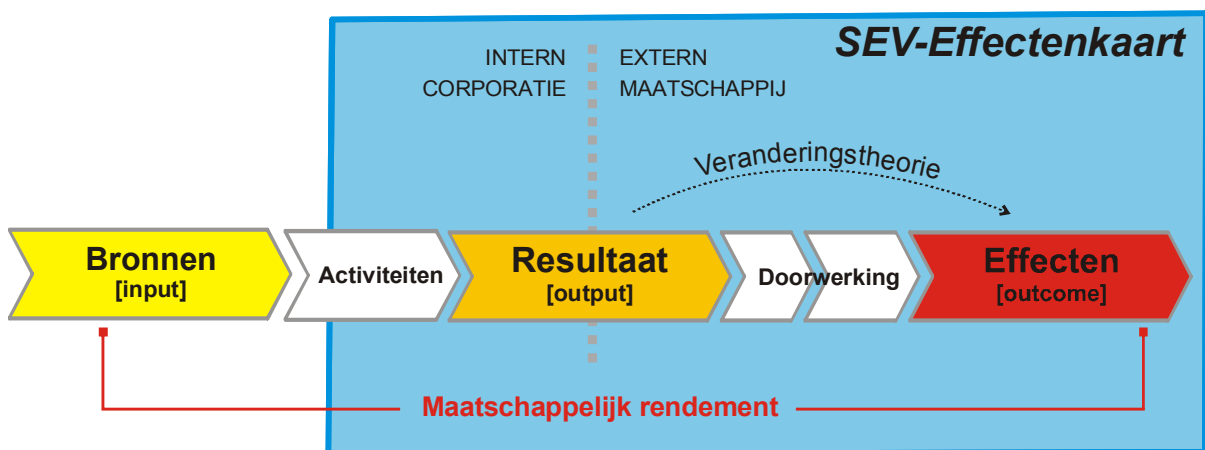 SEV-Effectenkaart
INTERN
CORPORATIE
EXTERN
MAATSCHAPPIJ
Veranderingstheorie
Bronnen
[input]
Activiteiten
Resultaat
[output]
Doorwerking
Effecten
[outcome]
Maatschappelijk rendement